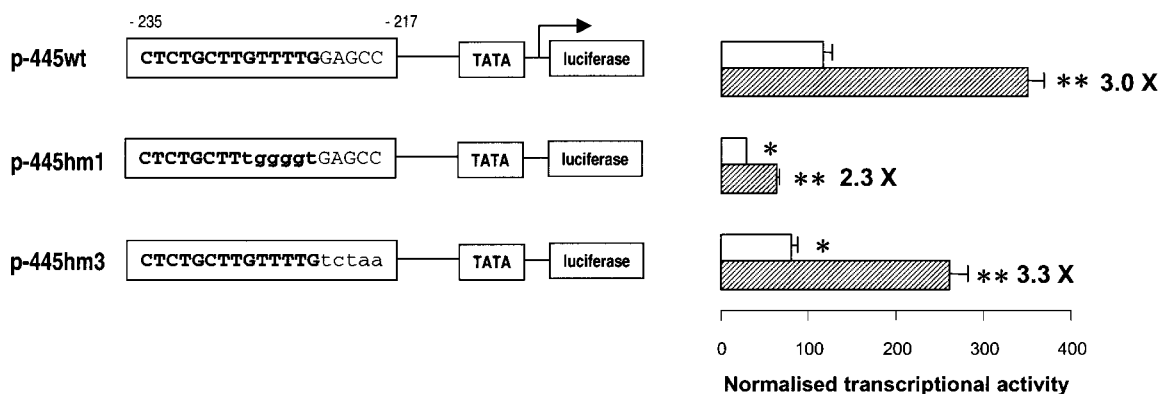 - 235 - 217
p-445wt CTCTGCTTGTTTTGGAGCC TATA luciferase
** 3.0 X
p-445hm1 CTCTGCTTtggggtGAGCC TATA luciferase
*
** 2.3 X
p-445hm3 CTCTGCTTGTTTTGtctaa TATA luciferase
*
** 3.3 X
0 100 200 300 400
Normalised transcriptional activity